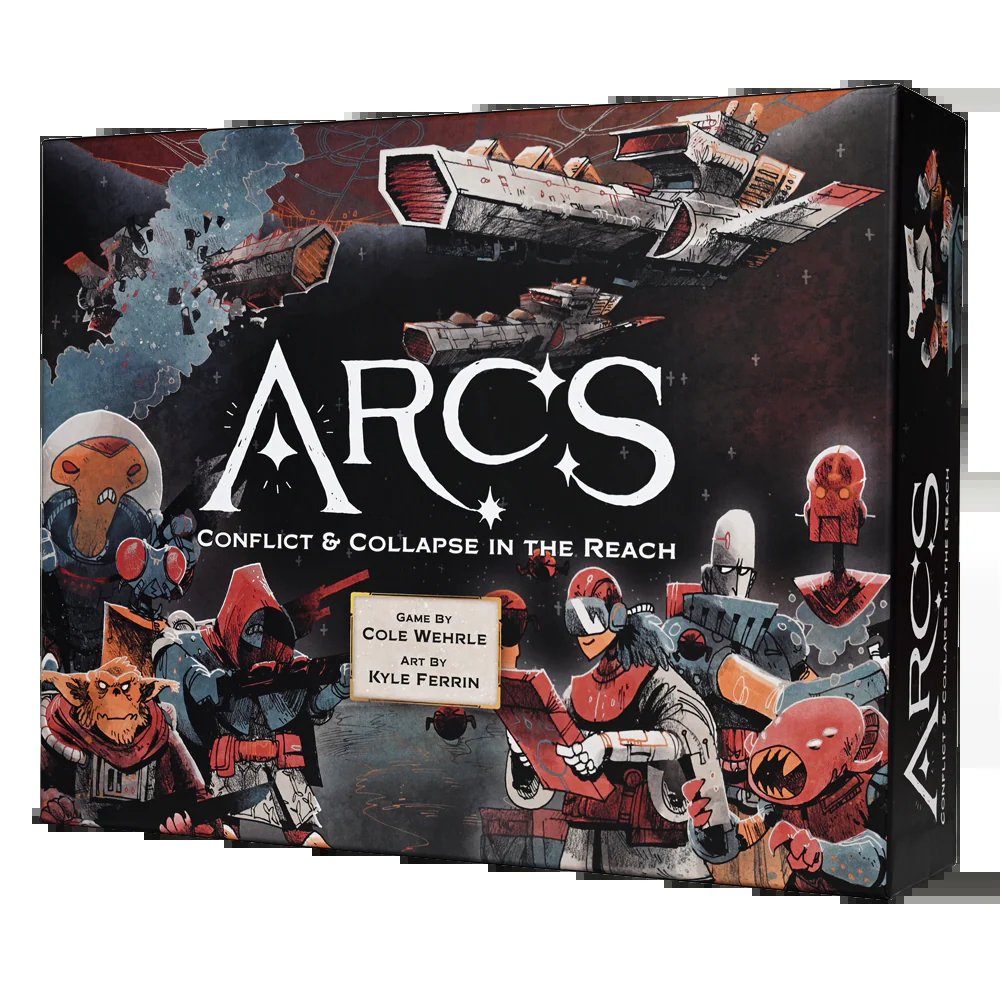 ARCS
CONFLICT & COLLAPSE IN THE REACH
GAME BY
COLE WEHRLE
ART BY
KYLE FERRIN
ARCS
CONFLICT & COLLAPSE IN THE REACH